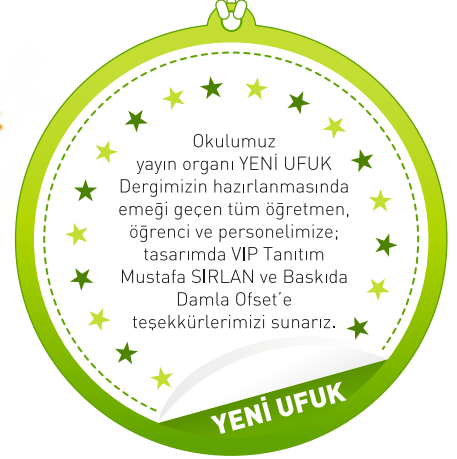 Okulumuz
yayın organı YENİ UFUK
Dergimizin hazırlanmasında
emeği geçen tüm öğretmen,
öğrenci ve personelimize;
tasarımda VIP Tanıtım
Mustafa SIRLAN ve Baskıda
Damla Ofset'e
teşekkürlerimizi sunarız.
YENİ UFUK